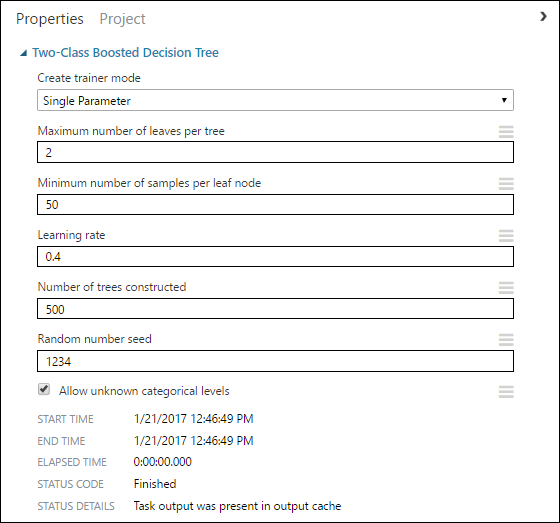 Properties Project
Two-Class Boosted Decision Tree
Create trainer mode
Single Parameter
Maximum number of leaves per tree
2
Minimum number of samples per leaf node
50
Learning rate
0.4
Number of trees constructed
500
Random number seed
1234
Allow unknown categorical levels
START TIME 1/21/2017 12:46:49 PM
END TIME 1/21/2017 12:46:49 PM
ELAPSED TIME 0:00:00.000
STATUS CODE Finished
STATUS DETAILS Task output was present in output cache